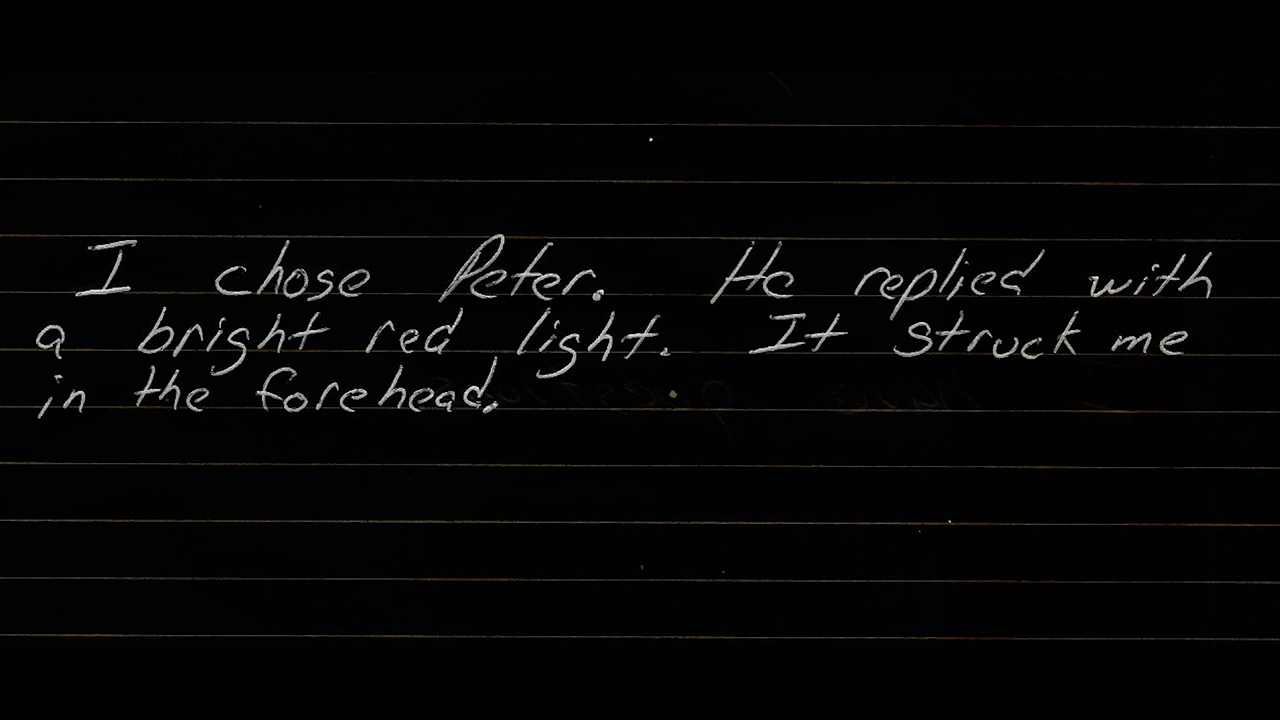 I chose Peter. He replied with
a bright red light. It struck me
in the forehead.